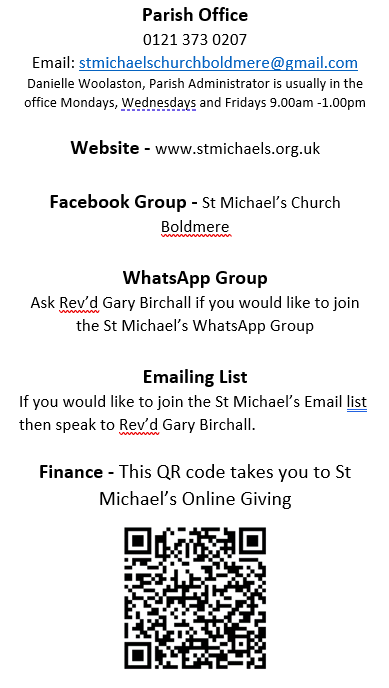 Parish Office
0121 373 0207
Email: stmichaelschurchboldmere@gmail.com
Danielle Woolaston, Parish Administrator is usually in the
office Mondays, Wednesdays and Fridays 9.00am -1.00pm
Website - www.stmichaels.org.uk
Facebook Group - St Michael’s Church
Boldmere
WhatsApp Group
Ask Rev’d Gary Birchall if you would like to join
the St Michael’s WhatsApp Group
Emailing List
If you would like to join the St Michael’s Email list
then speak to Rev’d Gary Birchall.
Finance - This QR code takes you to St
Michael’s Online Giving